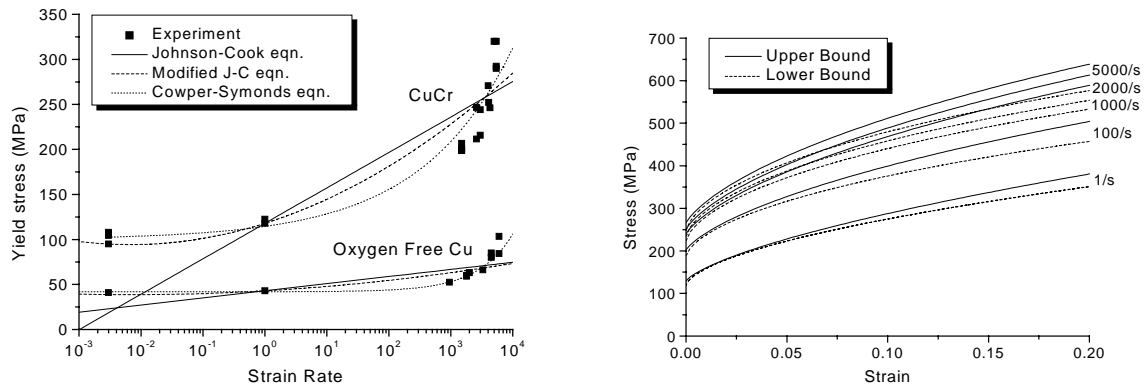 350
300
250
200
150
100
50
0
Yield stress (MPa)
Experiment
Johnson-Cook eqn.
Modified J-C eqn.
Cowper-Symonds eqn.
CuCr
Oxygen Free Cu
10⁻³ 10⁻² 10⁻¹ 10⁰ 10¹ 10² 10³ 10⁴
Strain Rate
700
600
500
400
300
200
100
0
Stress (MPa)
Upper Bound
Lower Bound
5000/s
2000/s
1000/s
100/s
1/s
0.00 0.05 0.10 0.15 0.20
Strain